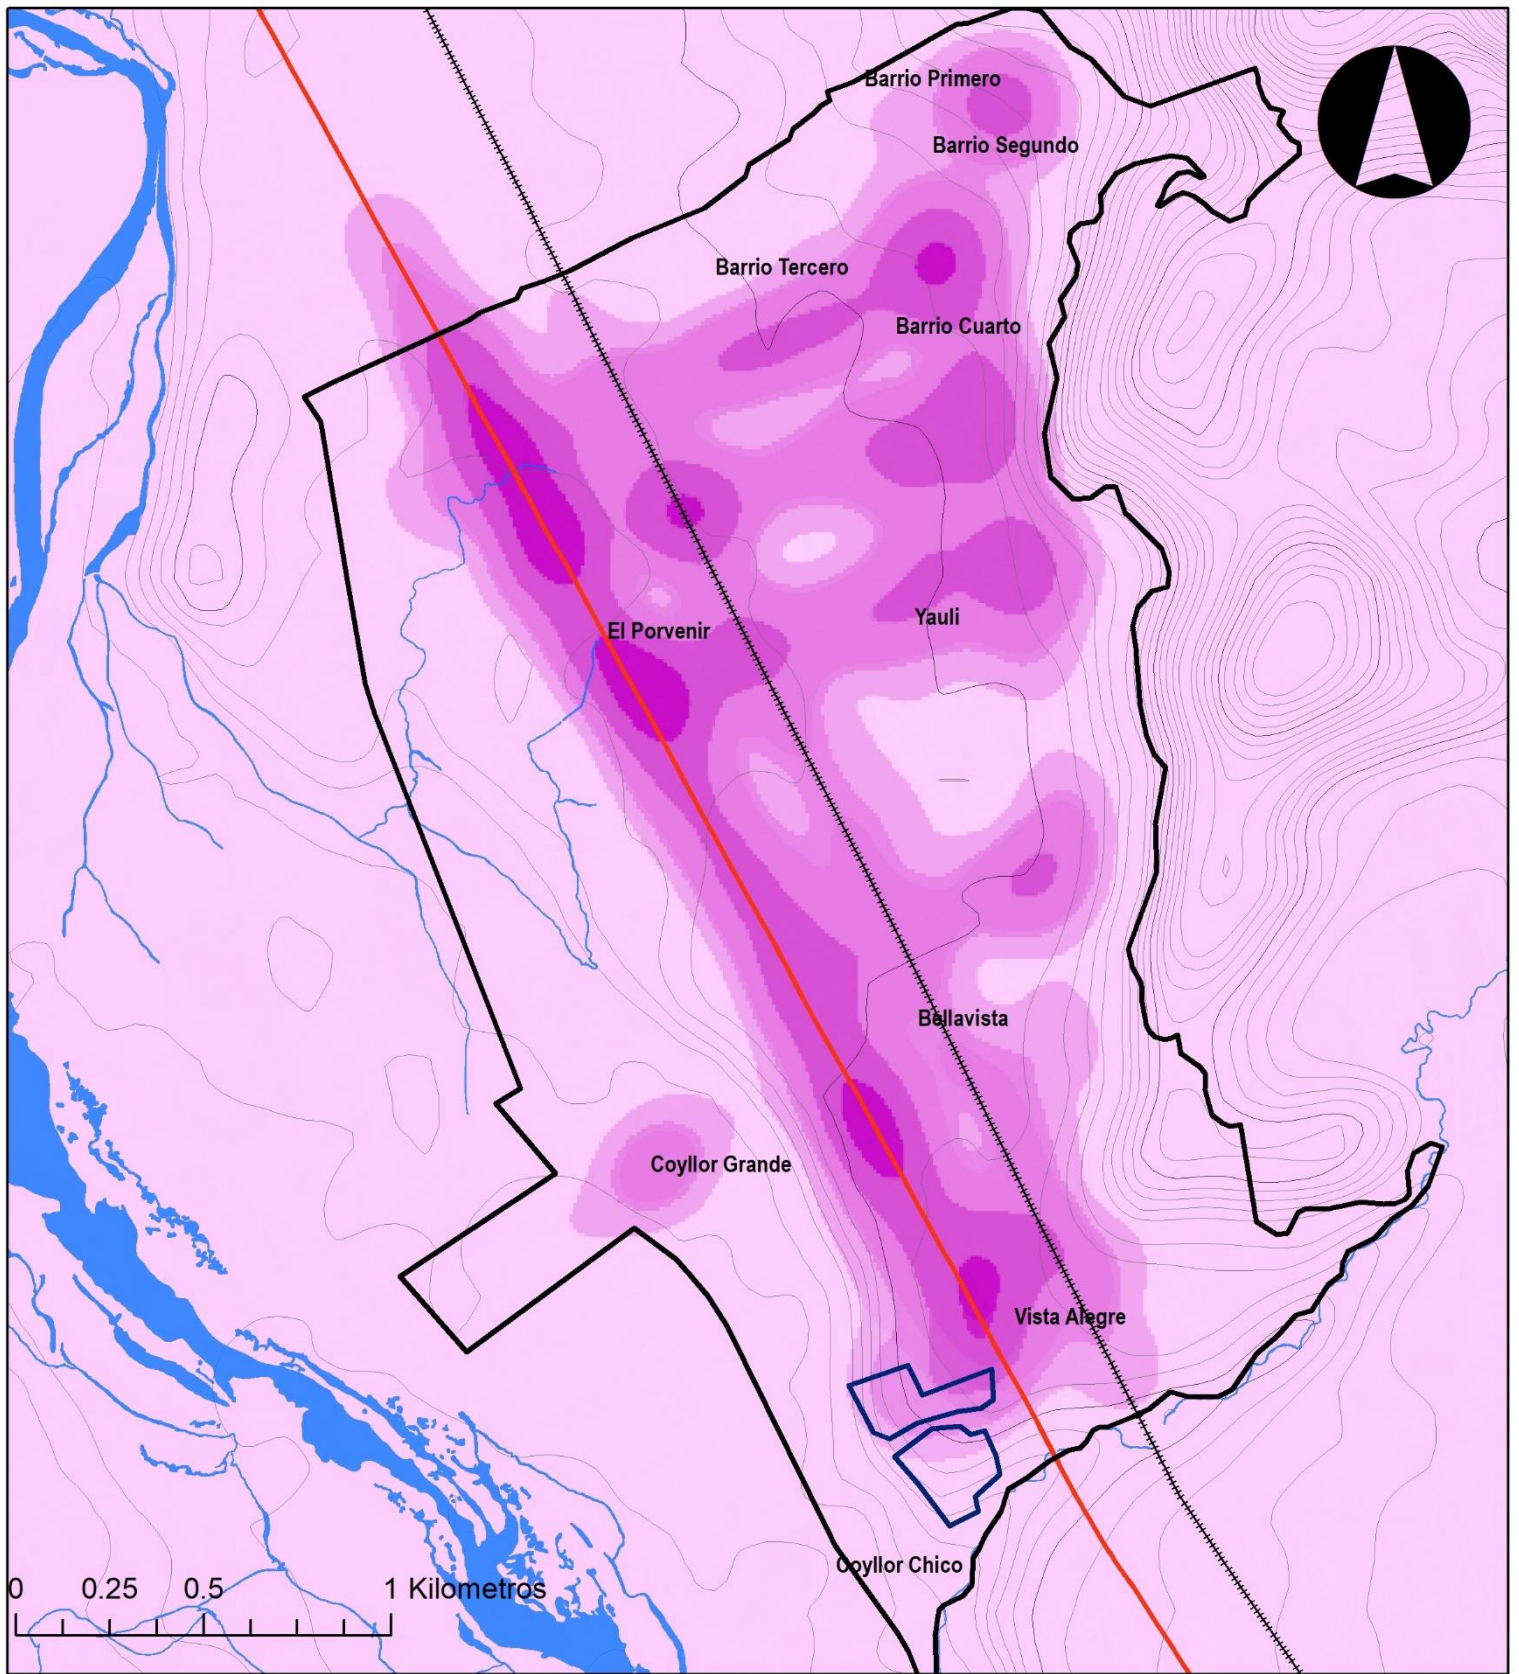 Barrio Primero
Barrio Segundo
Barrio Tercero
Barrio Cuarto
Yauli
El Porvenir
Bellavista
Coyllor Grande
Vista Alegre
Coyllor Chico
0 0.25 0.5 1 Kilometros